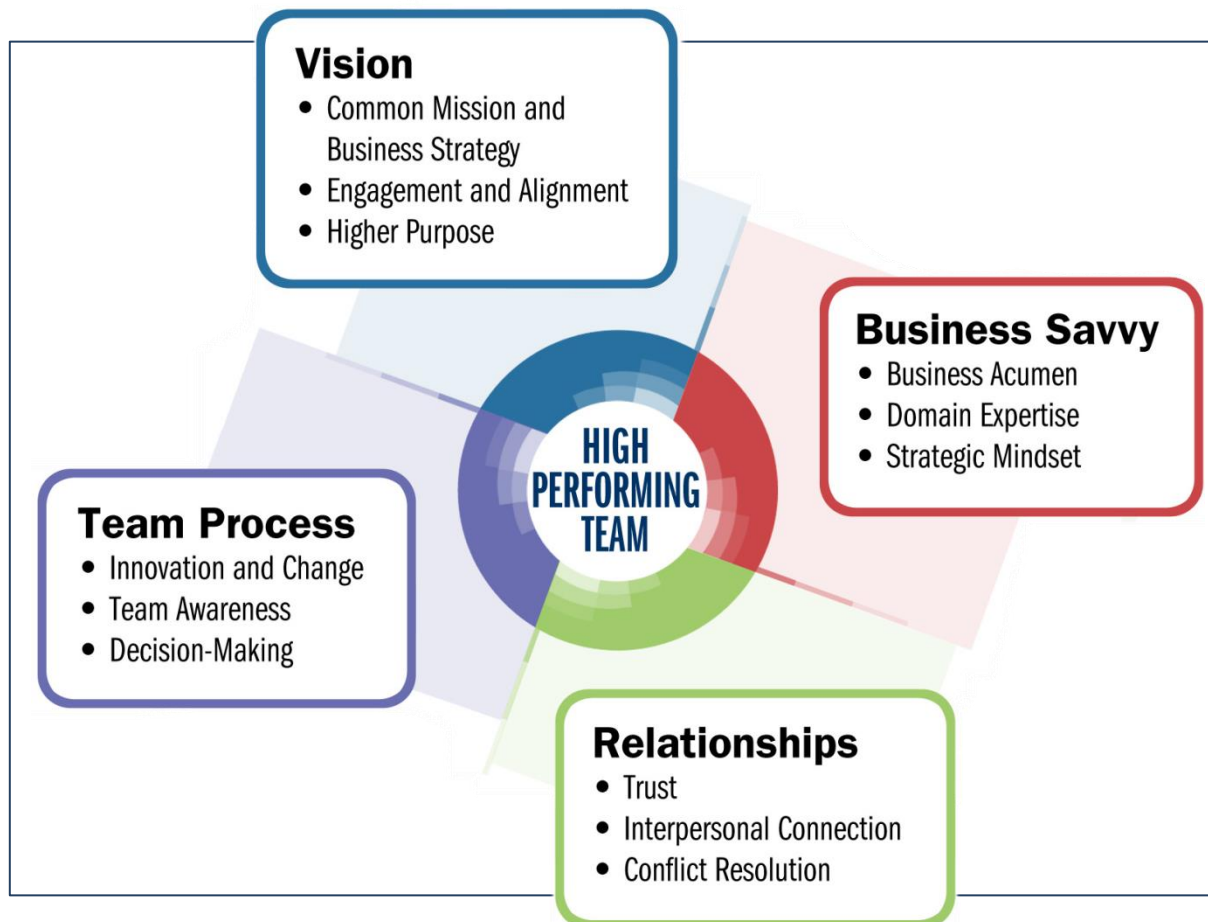 Vision
• Common Mission and
Business Strategy
• Engagement and Alignment
• Higher Purpose
Business Savvy
• Business Acumen
• Domain Expertise
• Strategic Mindset
HIGH
PERFORMING
TEAM
Team Process
• Innovation and Change
• Team Awareness
• Decision-Making
Relationships
• Trust
• Interpersonal Connection
• Conflict Resolution